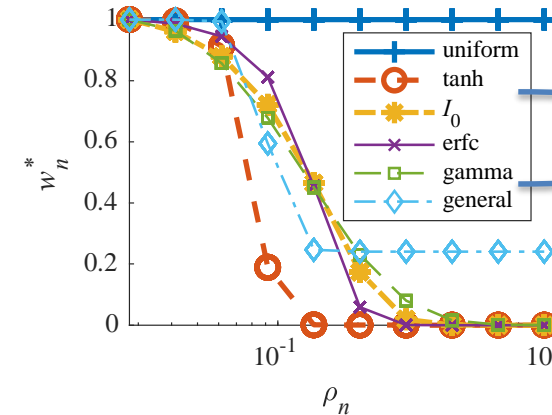 1
0.8
0.6
0.4
0.2
0
w*n
uniform
tanh
I0
erfc
gamma
general
10-1
10
ρn